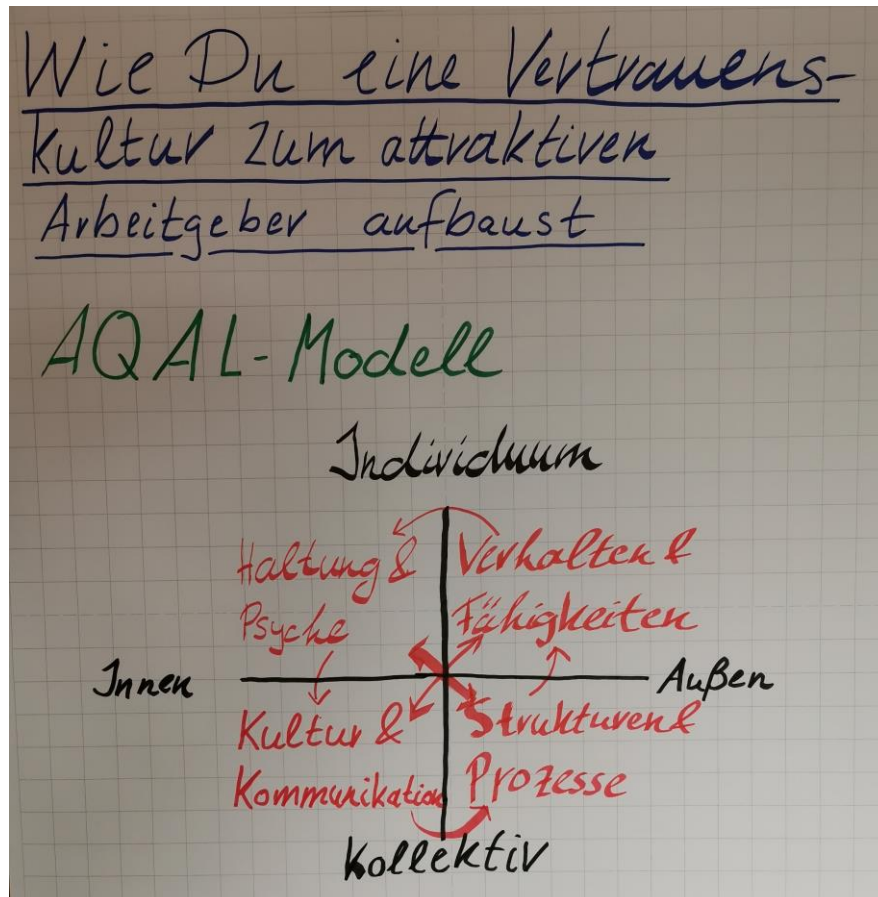 Wie Du eine Vertrauens-
kultur zum attraktiven
Arbeitgeber aufbaust
AQAL-Modell
Individuum
Haltung & Verhalten &
Psyche Fähigkeiten
Innen Außen
Kultur & Strukturen &
Kommunikation Prozesse
Kollektiv